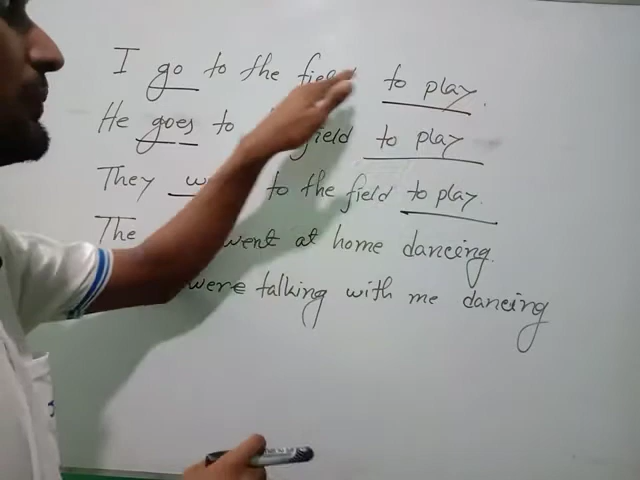 I go to the field to play.
He goes to field to play
They to the field to play.
The went at home dancing.
were talking with me dancing